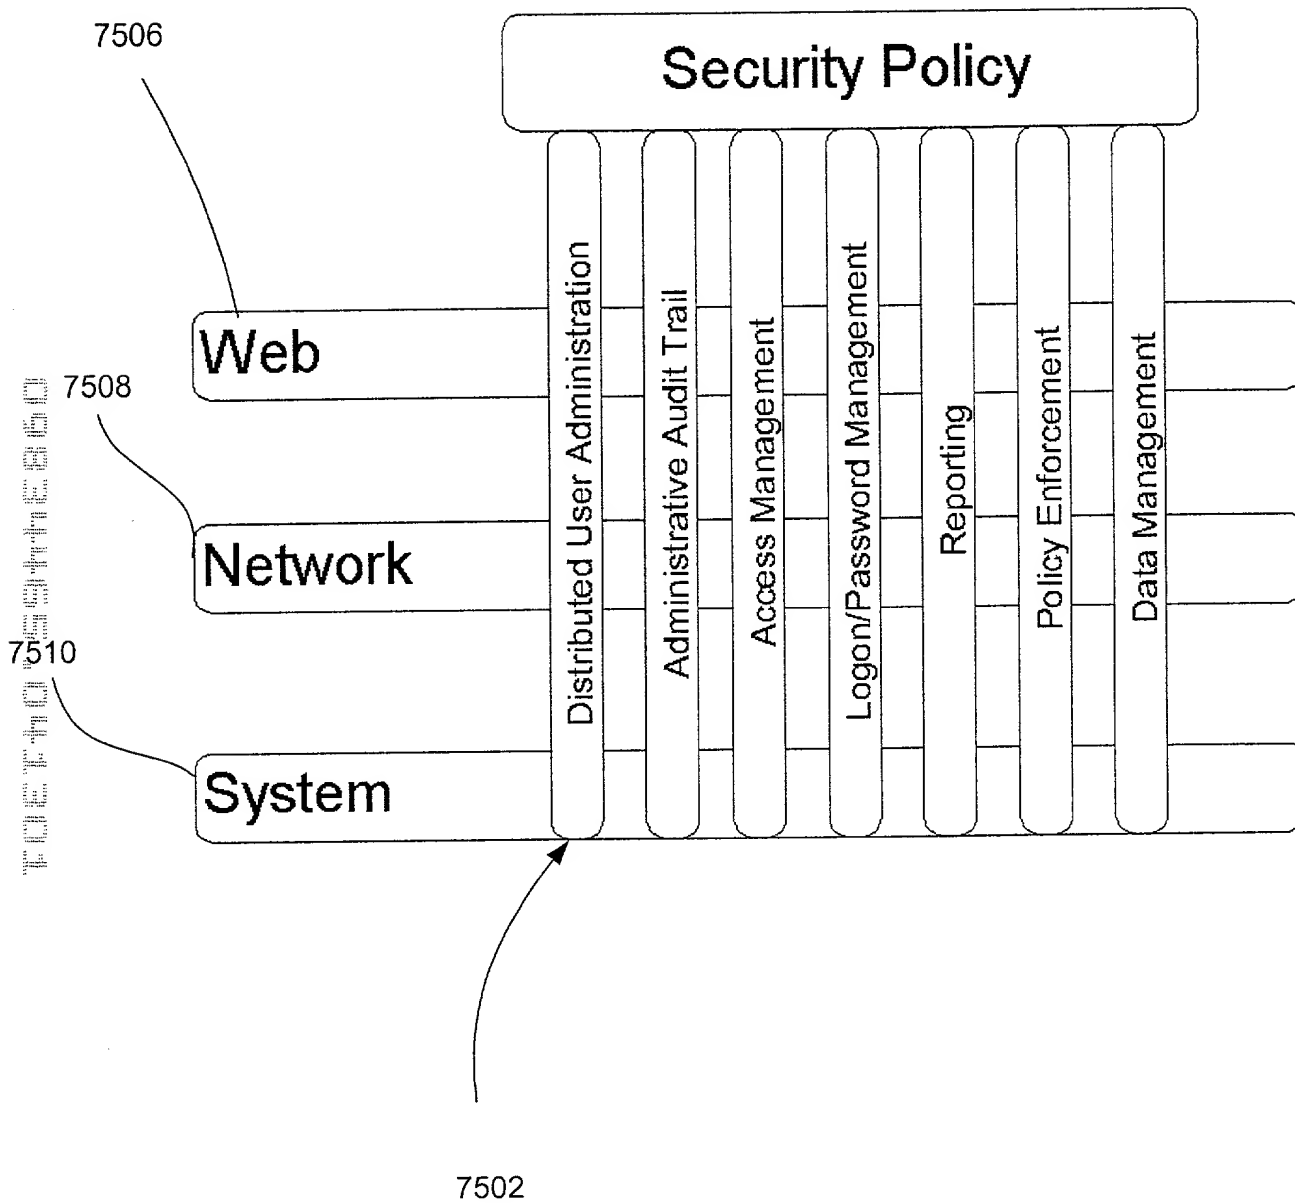 7506
Security Policy
Web
7508
Network
7510
System
Distributed User Administration
Administrative Audit Trail
Access Management
Logon/Password Management
Reporting
Policy Enforcement
Data Management
7502